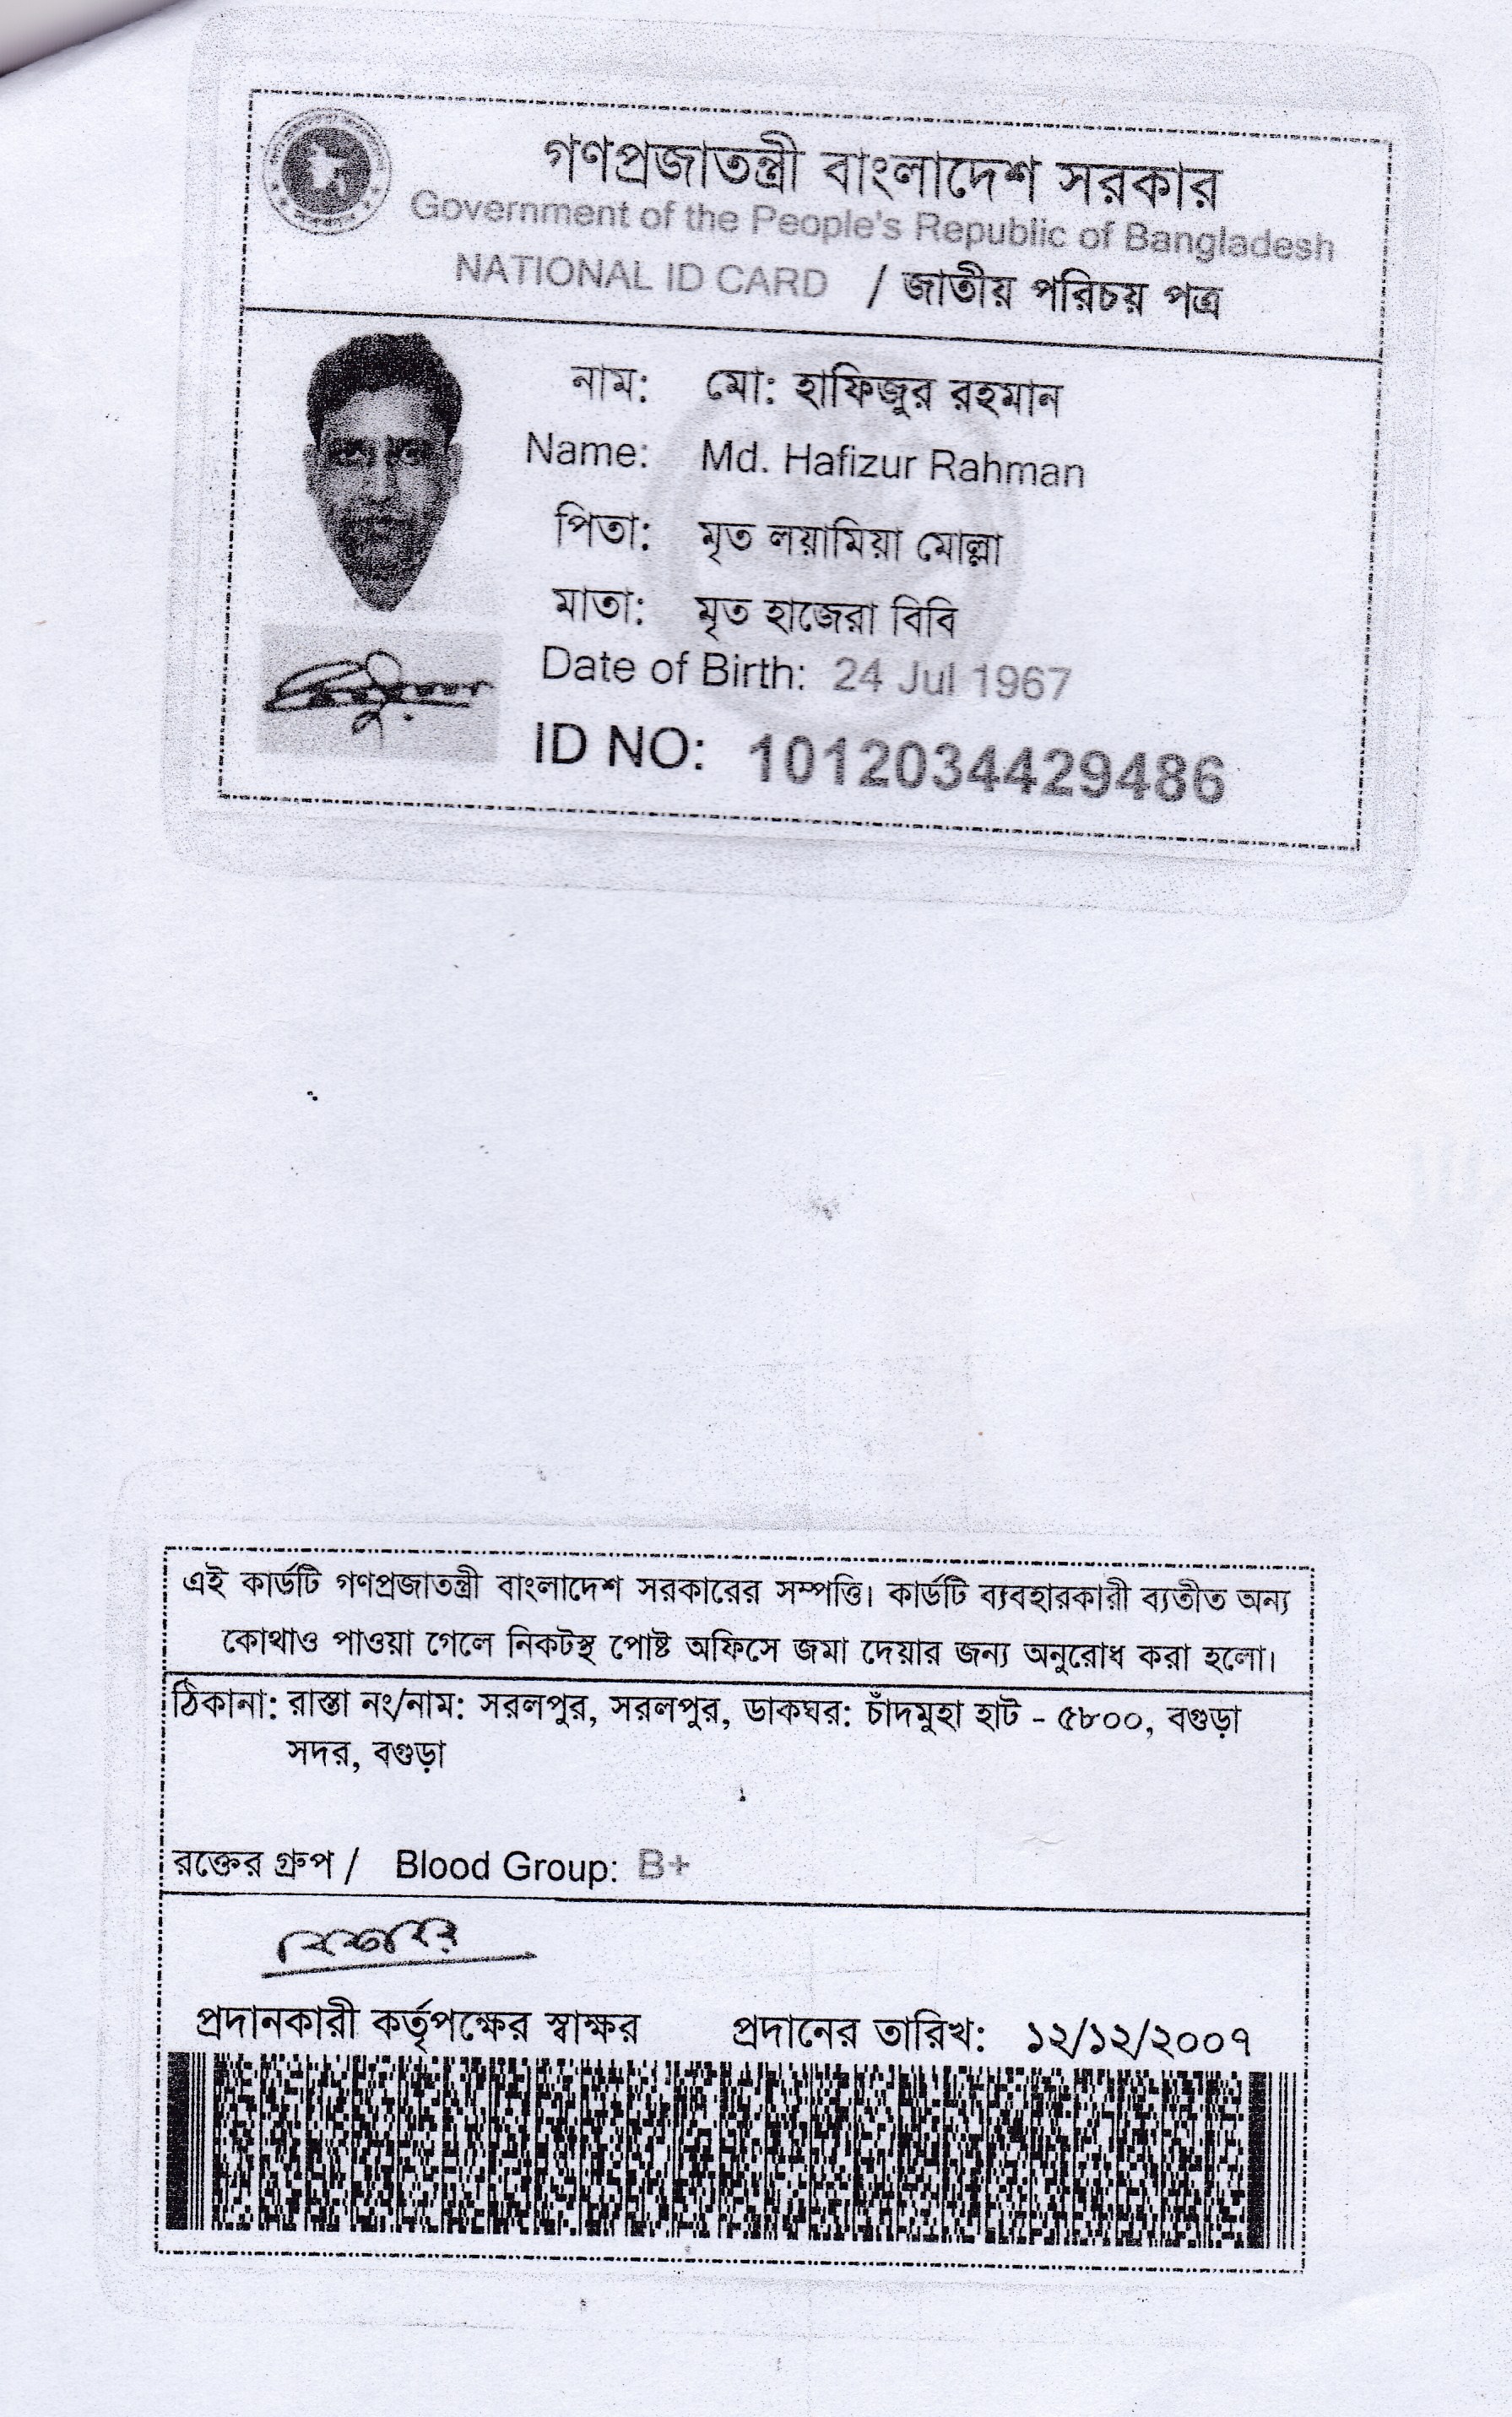 গণপ্রজাতন্ত্রী বাংলাদেশ সরকার
Government of the People's Republic of Bangladesh
NATIONAL ID CARD / জাতীয় পরিচয় পত্র
নাম: মো: হাফিজুর রহমান
Name: Md. Hafizur Rahman
পিতা: মৃত লয়ামিয়া মোল্লা
মাতা: মৃত হাজেরা বিবি
Date of Birth: 24 Jul 1967
ID NO: 1012034429486
এই কার্ডটি গণপ্রজাতন্ত্রী বাংলাদেশ সরকারের সম্পত্তি। কার্ডটি ব্যবহারকারী ব্যতীত অন্য
কোথাও পাওয়া গেলে নিকটস্থ পোষ্ট অফিসে জমা দেয়ার জন্য অনুরোধ করা হলো।
ঠিকানা: রাস্তা নং/নাম: সরলপুর, সরলপুর, ডাকঘর: চাঁদমুহা হাট - ৫৮০০, বগুড়া
সদর, বগুড়া
রক্তের গ্রুপ / Blood Group: B+
প্রদানকারী কর্তৃপক্ষের স্বাক্ষর প্রদানের তারিখ: ১২/১২/২০০৭